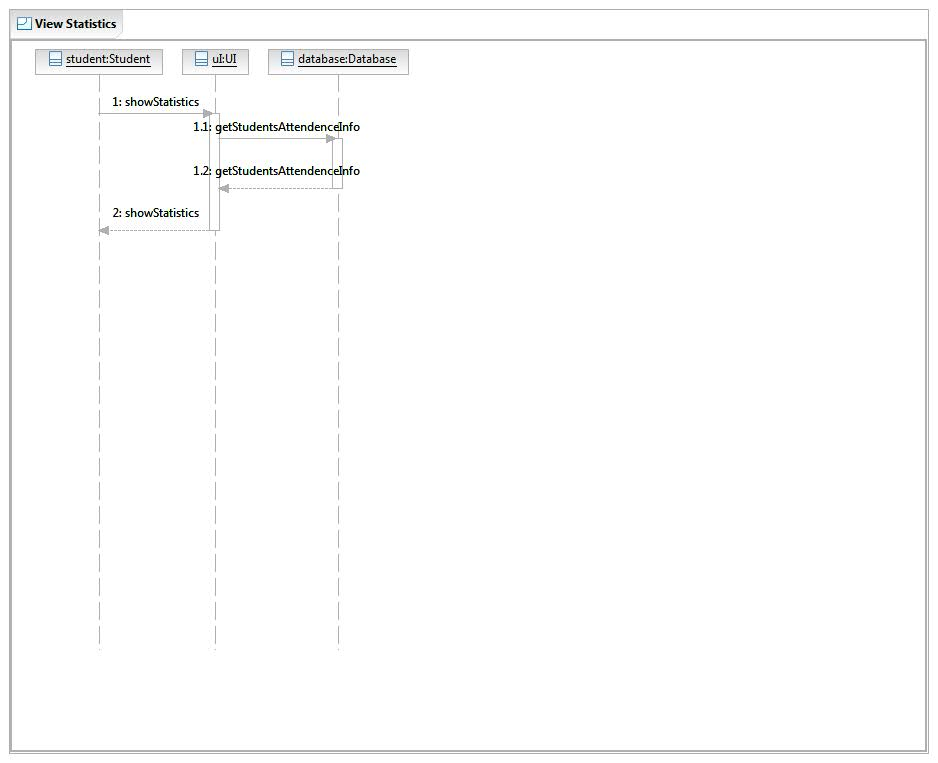 View Statistics
student:Student
uI:UI
database:Database
1: showStatistics
1.1: getStudentsAttendenceInfo
1.2: getStudentsAttendenceInfo
2: showStatistics